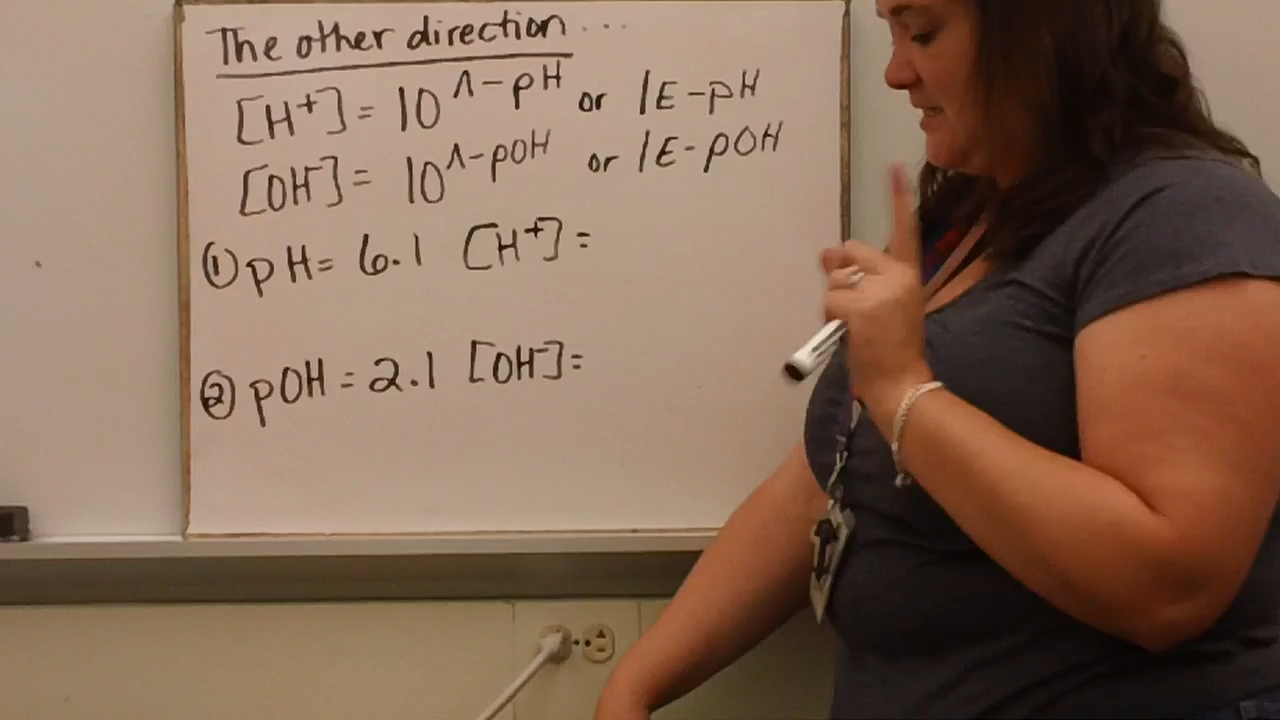 The other direction...
[H+] = 10 ^-pH or 1E-pH
[OH-] = 10^-pOH or 1E-pOH
① pH = 6.1 [H+] =
② pOH = 2.1 [OH-] =